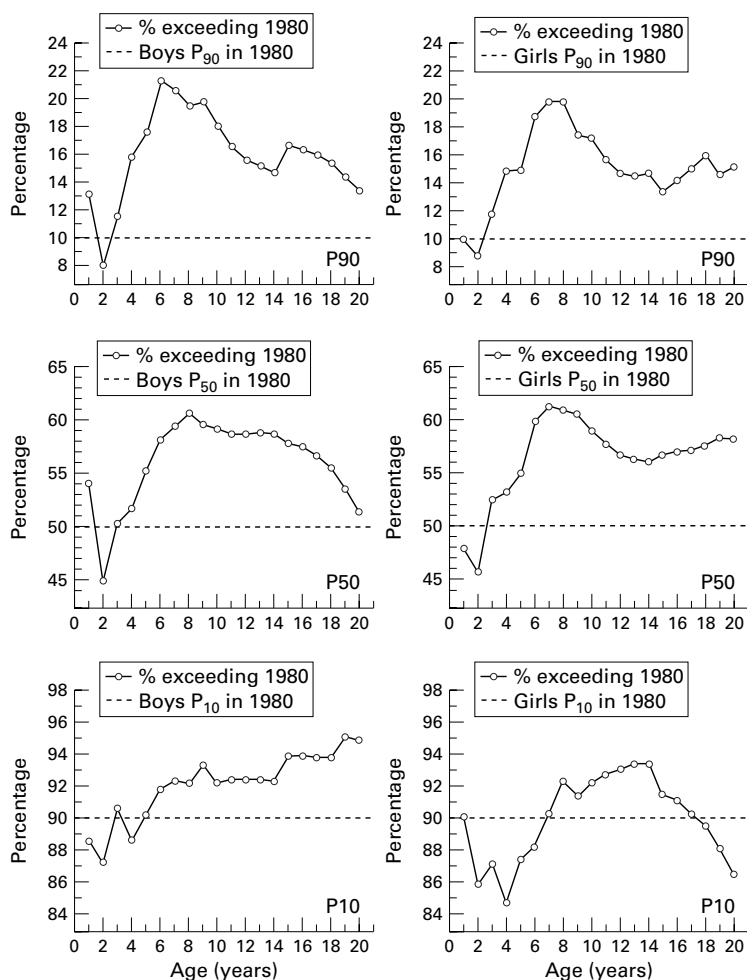 % exceeding 1980
Boys P90 in 1980
Percentage
24
22
20
18
16
14
12
10
8
0 2 4 6 8 10 12 14 16 18 20
P90
% exceeding 1980
Girls P90 in 1980
Percentage
24
22
20
18
16
14
12
10
8
0 2 4 6 8 10 12 14 16 18 20
P90
% exceeding 1980
Boys P50 in 1980
Percentage
65
60
55
50
45
0 2 4 6 8 10 12 14 16 18 20
P50
% exceeding 1980
Girls P50 in 1980
Percentage
65
60
55
50
45
0 2 4 6 8 10 12 14 16 18 20
P50
% exceeding 1980
Boys P10 in 1980
Percentage
98
96
94
92
90
88
86
84
0 2 4 6 8 10 12 14 16 18 20
P10
Age (years)
% exceeding 1980
Girls P10 in 1980
Percentage
98
96
94
92
90
88
86
84
0 2 4 6 8 10 12 14 16 18 20
P10
Age (years)